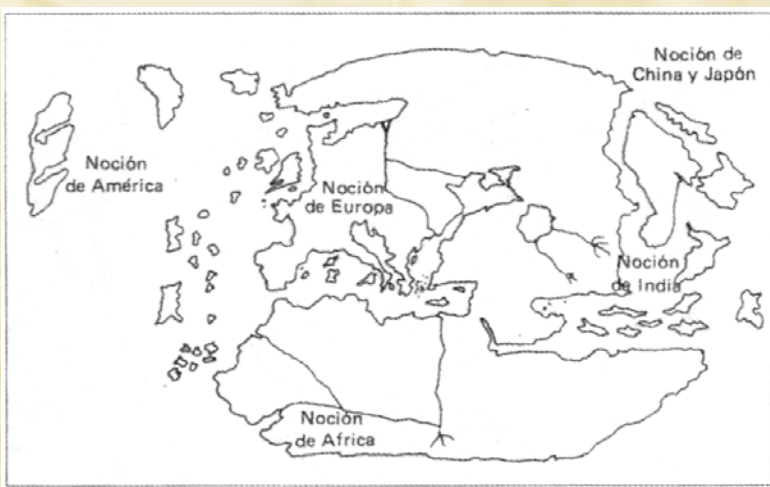 Noción de
China y Japón
Noción
de América
Noción
de Europa
Noción
de India
Noción
de Africa